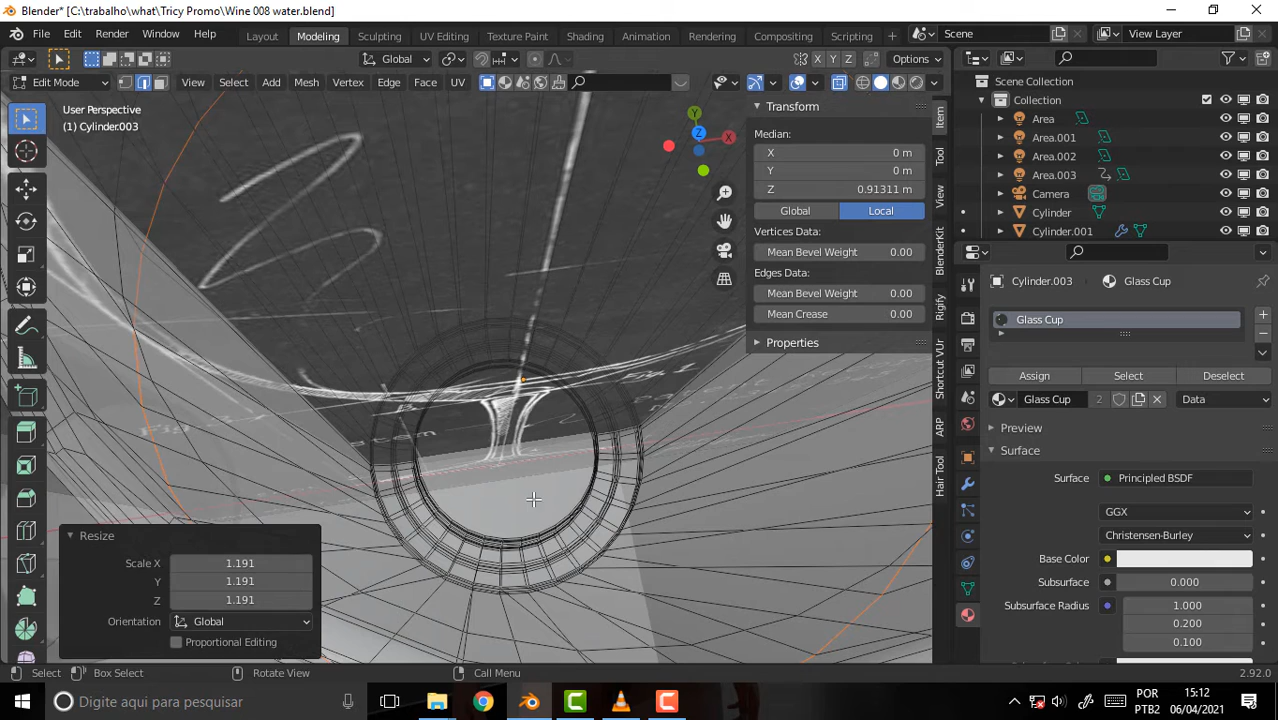 Blender* [C:\trabalho\what\Tricy Promo\Wine 008 water.blend]
File Edit Render Window Help Layout Modeling Sculpting UV Editing Texture Paint Shading Animation Rendering Compositing Scripting Scene View Layer
Global X Y Z Options
Edit Mode View Select Add Mesh Vertex Edge Face UV
User Perspective
(1) Cylinder.003
Transform
Median:
X 0 m
Y 0 m
Z 0.91311 m
Global Local
Vertices Data:
Mean Bevel Weight 0.00
Edges Data:
Mean Bevel Weight 0.00
Mean Crease 0.00
Properties
Item
Tool
View
BlenderKit
Rigify
Shortcut VUr
ARP
Hair Tool
Y
Z
X
Resize
Scale X 1.191
Y 1.191
Z 1.191
Orientation Global
Proportional Editing
Scene Collection
Collection
Area
Area.001
Area.002
Area.003
Camera
Cylinder
Cylinder.001
Cylinder.003 Glass Cup
Glass Cup
Assign Select Deselect
Glass Cup 2 Data
Preview
Surface
Surface Principled BSDF
GGX
Christensen-Burley
Base Color
Subsurface 0.000
Subsurface Radius 1.000
0.200
0.100
Select Box Select Rotate View Call Menu 2.92.0
Digite aqui para pesquisar
POR
PTB2
15:12
06/04/2021